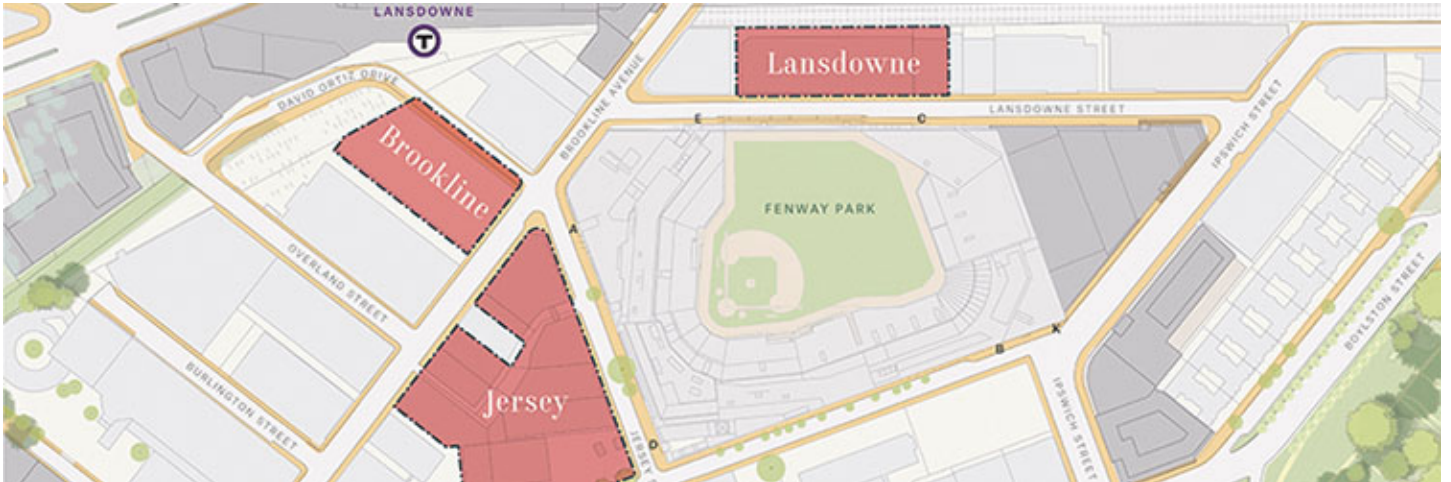 LANSDOWNE
T
DAVID ORTIZ DRIVE
BROOKLINE AVENUE
Lansdowne
LANSDOWNE STREET
IPSWICH STREET
E
C
Brookline
FENWAY PARK
A
OVERLAND STREET
BOYLSTON STREET
X
B
BURLINGTON STREET
Jersey
IPSWICH STREET
D
JERSEY